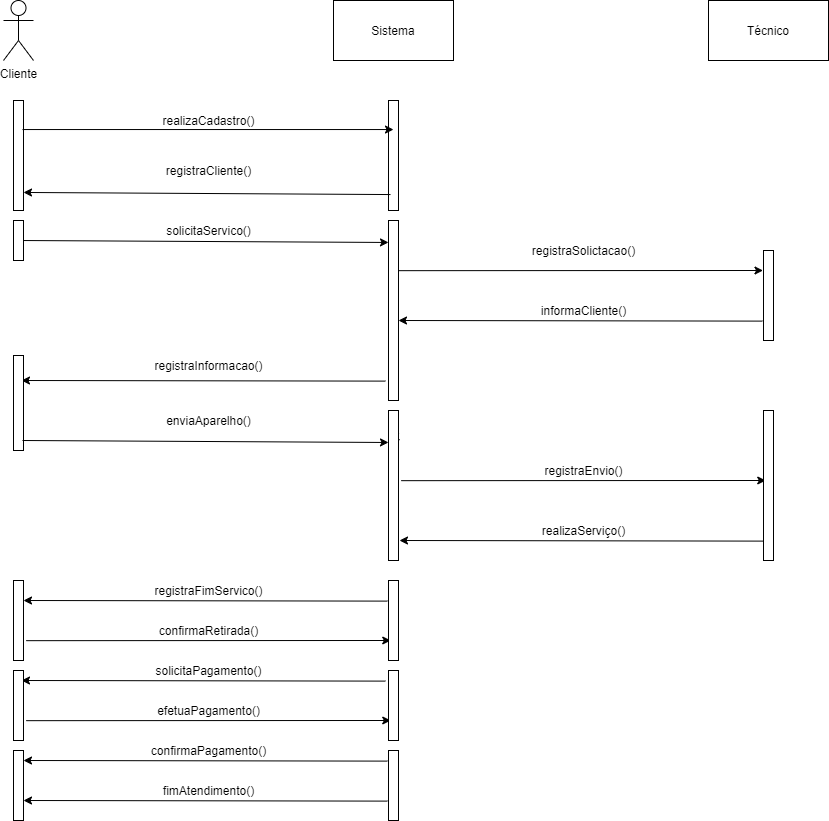 Sistema
Técnico
Cliente
realizaCadastro()
registraCliente()
solicitaServico()
registraSolictacao()
informaCliente()
registraInformacao()
enviaAparelho()
registraEnvio()
realizaServiço()
registraFimServico()
confirmaRetirada()
solicitaPagamento()
efetuaPagamento()
confirmaPagamento()
fimAtendimento()